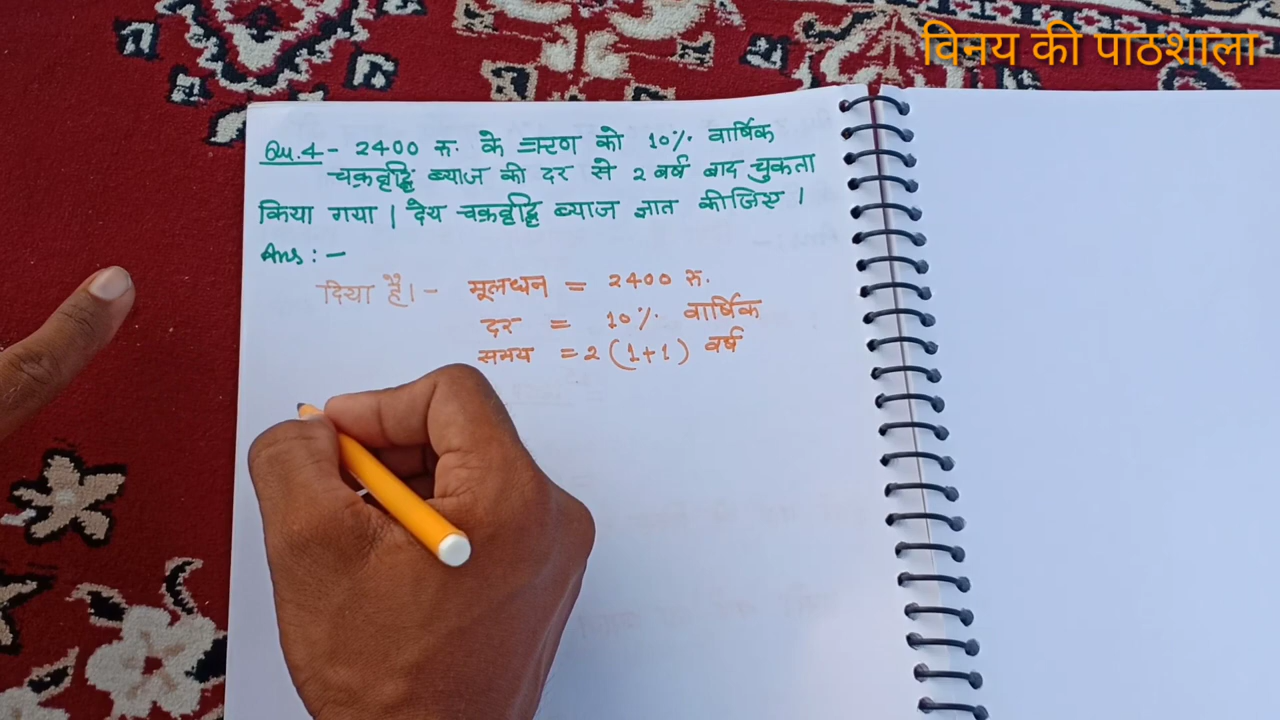 विनय की पाठशाला
Qu.4 - 2400 रु. के ऋण को 10% वार्षिक
चक्रवृद्धि ब्याज की दर से 2 वर्ष बाद चुकता
किया गया । देय चक्रवृद्धि ब्याज ज्ञात कीजिए ।
Ans : -
दिया है। - मूलधन = 2400 रु.
दर = 10% वार्षिक
समय = 2 (1+1) वर्ष